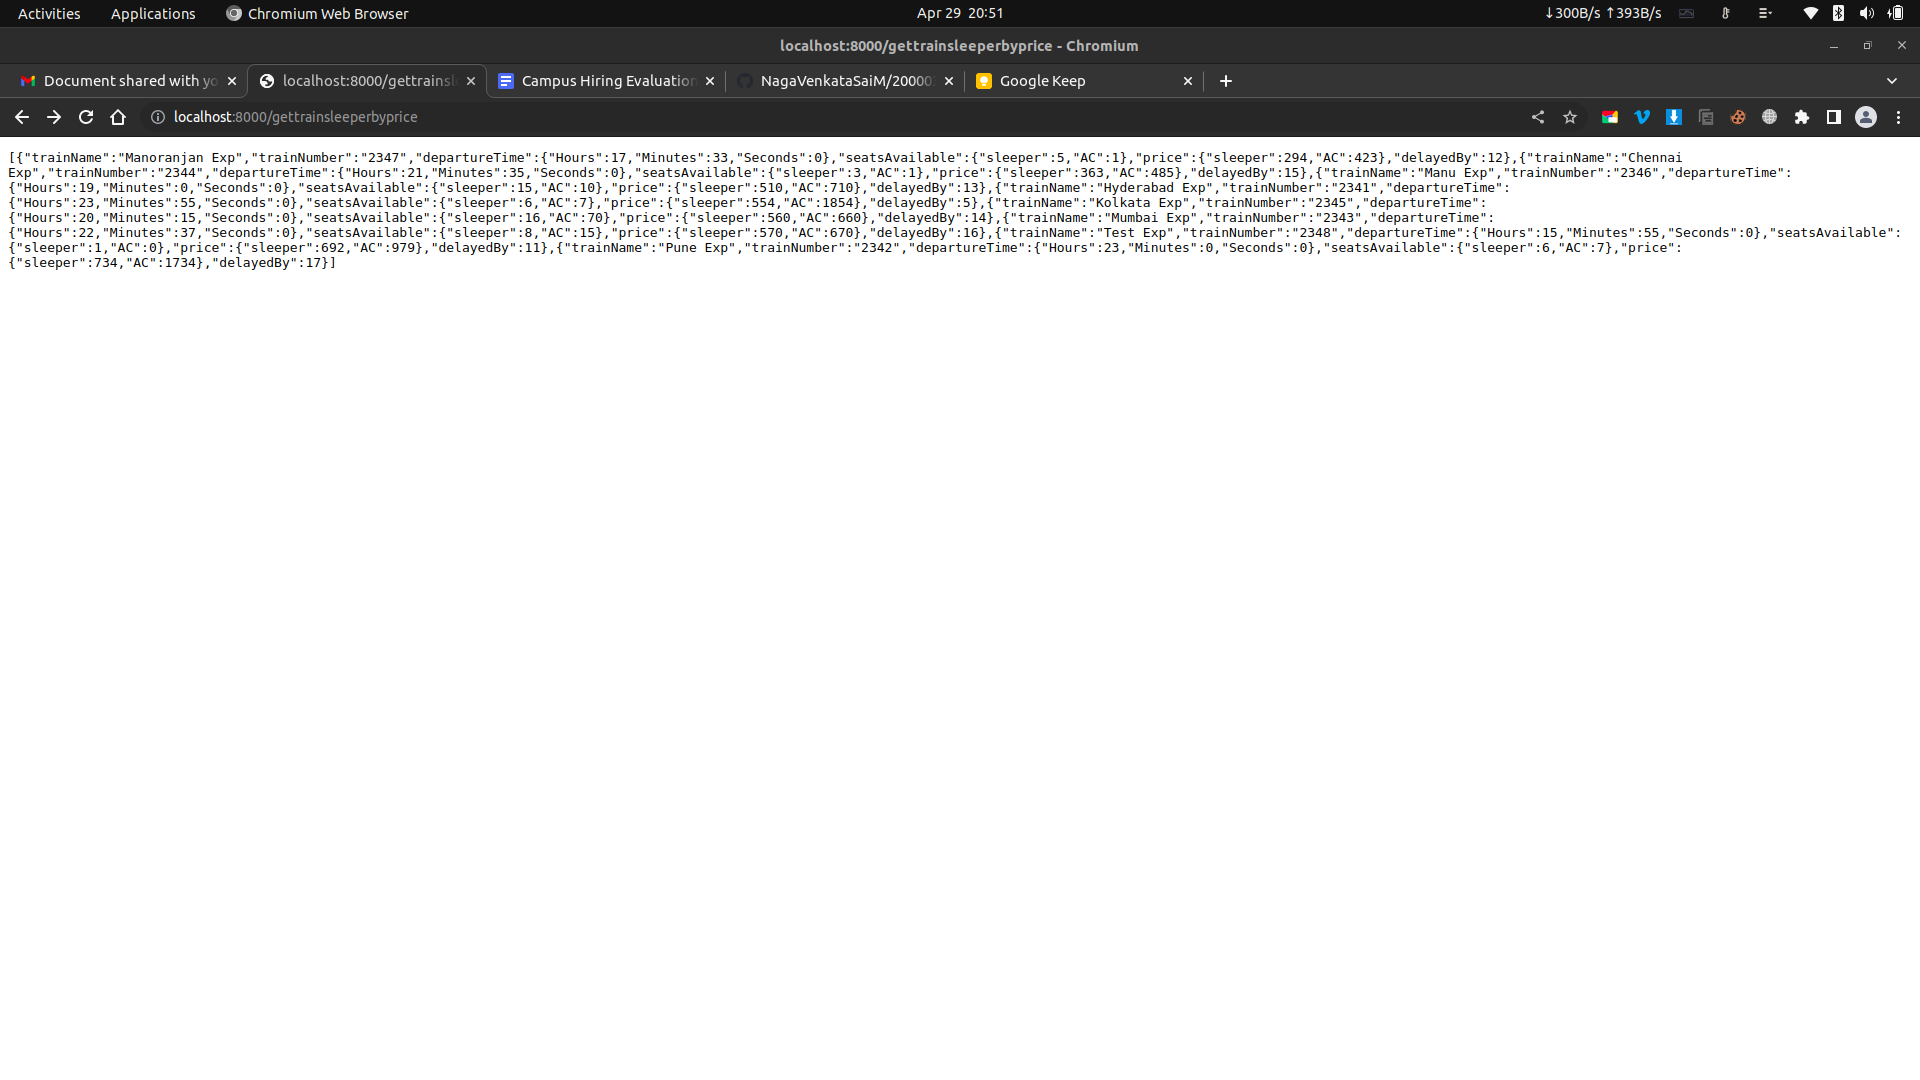 Activities Applications Chromium Web Browser Apr 29 20:51 ↓300B/s ↑393B/s
localhost:8000/gettrainsleeperbyprice - Chromium
Document shared with yo localhost:8000/gettrainsl Campus Hiring Evaluation NagaVenkataSaiM/20000 Google Keep
localhost:8000/gettrainsleeperbyprice
[{"trainName":"Manoranjan Exp","trainNumber":"2347","departureTime":{"Hours":17,"Minutes":33,"Seconds":0},"seatsAvailable":{"sleeper":5,"AC":1},"price":{"sleeper":294,"AC":423},"delayedBy":12},{"trainName":"Chennai
Exp","trainNumber":"2344","departureTime":{"Hours":21,"Minutes":35,"Seconds":0},"seatsAvailable":{"sleeper":3,"AC":1},"price":{"sleeper":363,"AC":485},"delayedBy":15},{"trainName":"Manu Exp","trainNumber":"2346","departureTime":
{"Hours":19,"Minutes":0,"Seconds":0},"seatsAvailable":{"sleeper":15,"AC":10},"price":{"sleeper":510,"AC":710},"delayedBy":13},{"trainName":"Hyderabad Exp","trainNumber":"2341","departureTime":
{"Hours":23,"Minutes":55,"Seconds":0},"seatsAvailable":{"sleeper":6,"AC":7},"price":{"sleeper":554,"AC":1854},"delayedBy":5},{"trainName":"Kolkata Exp","trainNumber":"2345","departureTime":
{"Hours":20,"Minutes":15,"Seconds":0},"seatsAvailable":{"sleeper":16,"AC":70},"price":{"sleeper":560,"AC":660},"delayedBy":14},{"trainName":"Mumbai Exp","trainNumber":"2343","departureTime":
{"Hours":22,"Minutes":37,"Seconds":0},"seatsAvailable":{"sleeper":8,"AC":15},"price":{"sleeper":570,"AC":670},"delayedBy":16},{"trainName":"Test Exp","trainNumber":"2348","departureTime":{"Hours":15,"Minutes":55,"Seconds":0},"seatsAvailable":
{"sleeper":1,"AC":0},"price":{"sleeper":692,"AC":979},"delayedBy":11},{"trainName":"Pune Exp","trainNumber":"2342","departureTime":{"Hours":23,"Minutes":0,"Seconds":0},"seatsAvailable":{"sleeper":6,"AC":7},"price":
{"sleeper":734,"AC":1734},"delayedBy":17}]